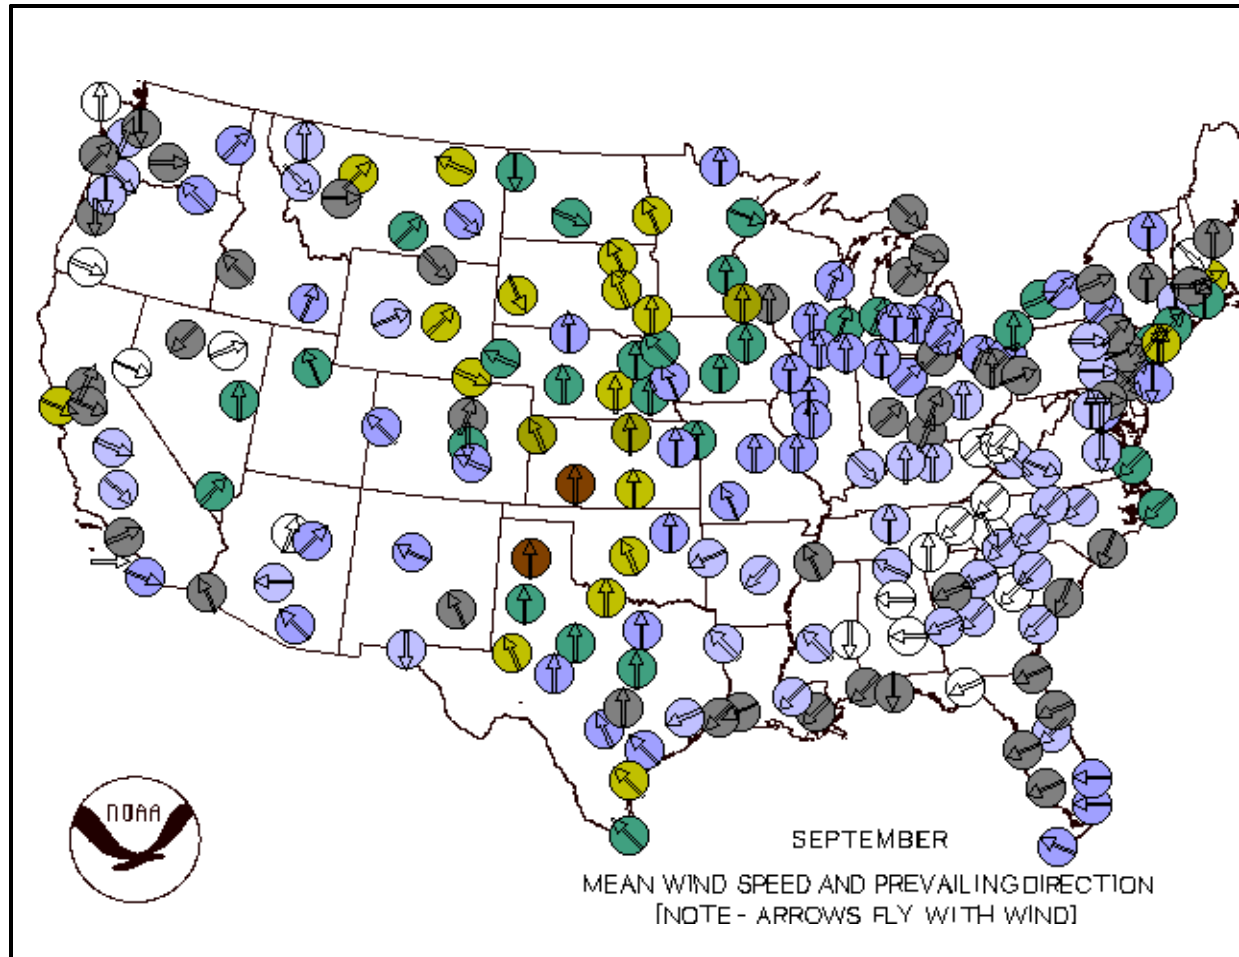 NOAA
SEPTEMBER
MEAN WIND SPEED AND PREVAILING DIRECTION
[NOTE - ARROWS FLY WITH WIND]